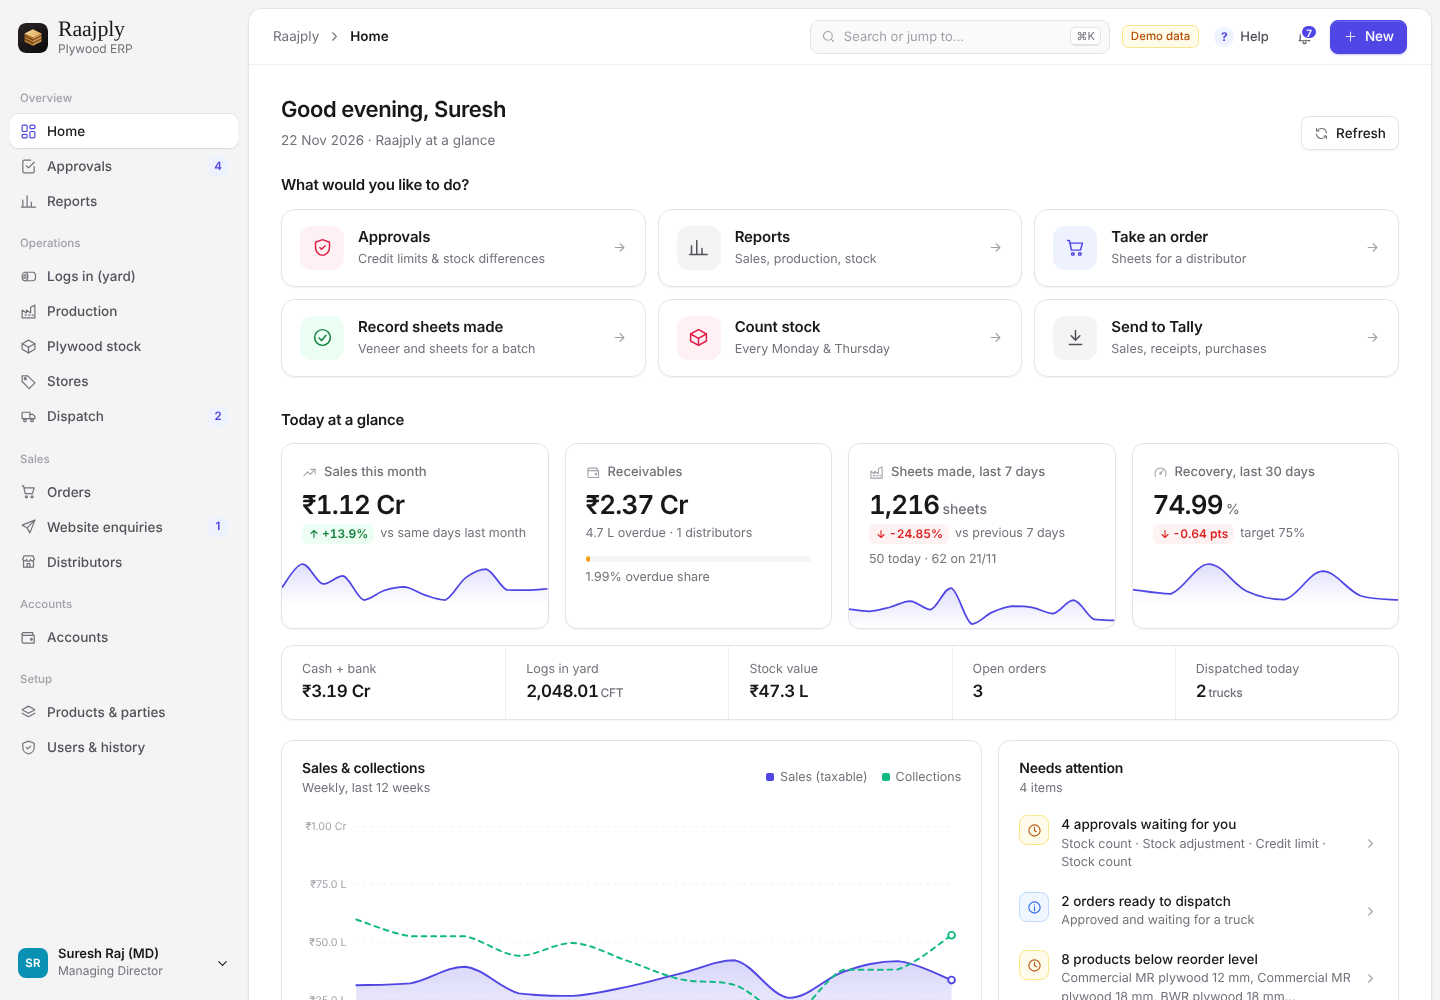 Raajply
Plywood ERP
Overview
Home
Approvals 4
Reports
Operations
Logs in (yard)
Production
Plywood stock
Stores
Dispatch 2
Sales
Orders
Website enquiries 1
Distributors
Accounts
Accounts
Setup
Products & parties
Users & history
SR
Suresh Raj (MD)
Managing Director
Raajply > Home
Search or jump to... ⌘K
Demo data
? Help
7
+ New
Good evening, Suresh
22 Nov 2026 · Raajply at a glance
Refresh
What would you like to do?
Approvals
Credit limits & stock differences
Reports
Sales, production, stock
Take an order
Sheets for a distributor
Record sheets made
Veneer and sheets for a batch
Count stock
Every Monday & Thursday
Send to Tally
Sales, receipts, purchases
Today at a glance
Sales this month
₹1.12 Cr
↑ +13.9% vs same days last month
Receivables
₹2.37 Cr
4.7 L overdue · 1 distributors
1.99% overdue share
Sheets made, last 7 days
1,216 sheets
↓ -24.85% vs previous 7 days
50 today · 62 on 21/11
Recovery, last 30 days
74.99 %
↓ -0.64 pts target 75%
Cash + bank
₹3.19 Cr
Logs in yard
2,048.01 CFT
Stock value
₹47.3 L
Open orders
3
Dispatched today
2 trucks
Sales & collections
Weekly, last 12 weeks
Sales (taxable) Collections
₹1.00 Cr
₹75.0 L
₹50.0 L
₹25.0 L
Needs attention
4 items
4 approvals waiting for you
Stock count · Stock adjustment · Credit limit ·
Stock count
2 orders ready to dispatch
Approved and waiting for a truck
8 products below reorder level
Commercial MR plywood 12 mm, Commercial MR
plywood 18 mm, BWR plywood 18 mm...